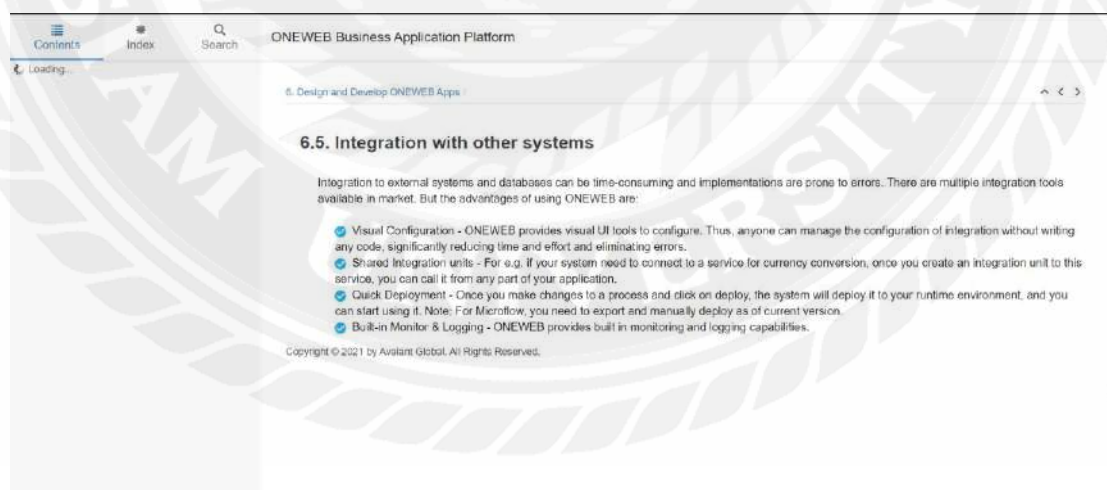 Contents Index Search ONEWEB Business Application Platform
Loading...
6. Design and Develop ONEWEB Apps
6.5. Integration with other systems
Integration to external systems and databases can be time-consuming and implementations are prone to errors. There are multiple integration tools
available in market. But the advantages of using ONEWEB are:
Visual Configuration - ONEWEB provides visual UI tools to configure. Thus, anyone can manage the configuration of integration without writing
any code, significantly reducing time and effort and eliminating errors.
Shared Integration units - For e.g. if your system need to connect to a service for currency conversion, once you create an integration unit to this
service, you can call it from any part of your application.
Quick Deployment - Once you make changes to a process and click on deploy, the system will deploy it to your runtime environment, and you
can start using it. Note: For Microflow, you need to export and manually deploy as of current version.
Built-in Monitor & Logging - ONEWEB provides built in monitoring and logging capabilities.
Copyright © 2021 by Avalant Global. All Rights Reserved.